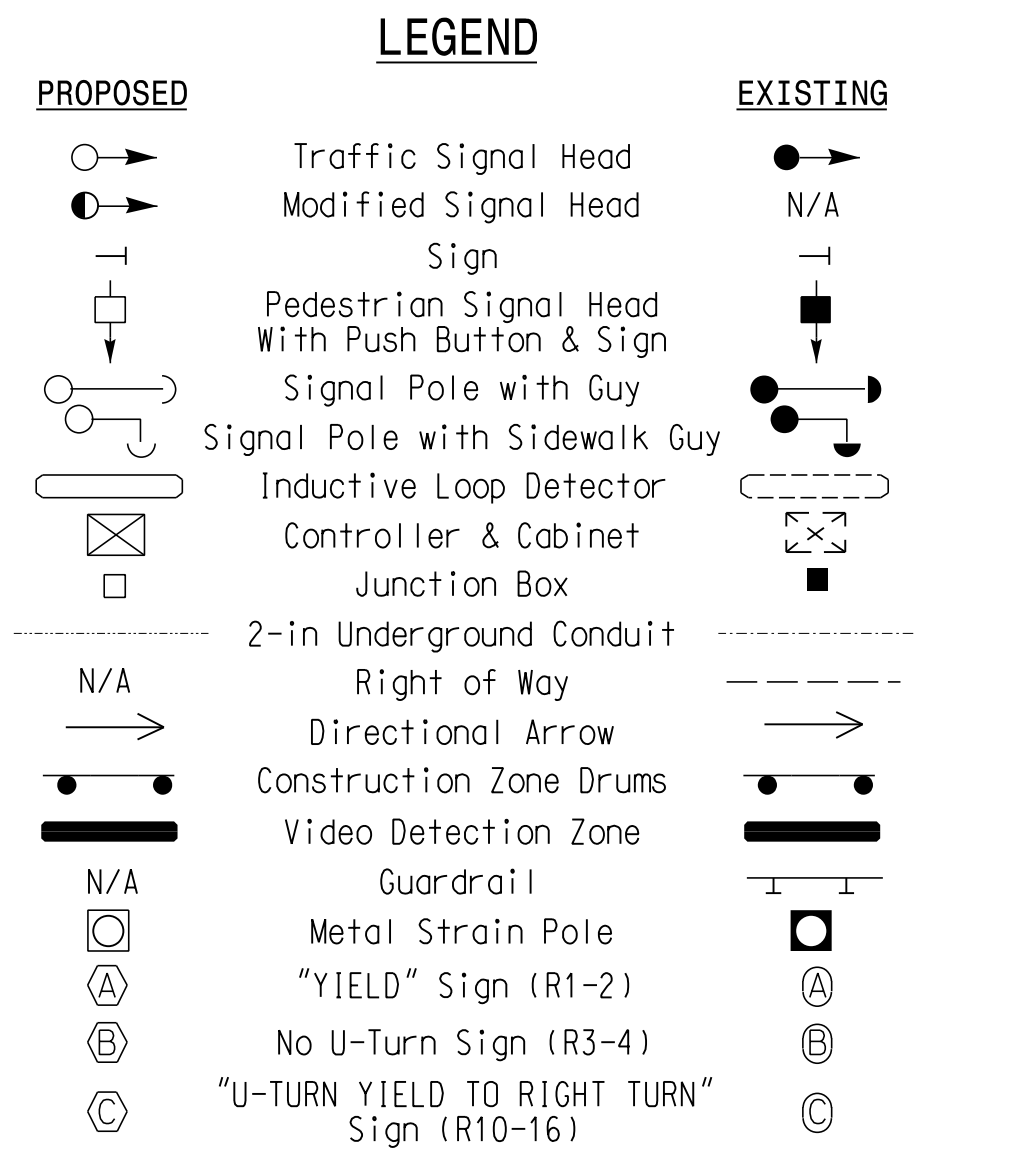 LEGEND
PROPOSED EXISTING
Traffic Signal Head
Modified Signal Head N/A
Sign
Pedestrian Signal Head
With Push Button & Sign
Signal Pole with Guy
Signal Pole with Sidewalk Guy
Inductive Loop Detector
Controller & Cabinet
Junction Box
2-in Underground Conduit
N/A Right of Way
Directional Arrow
Construction Zone Drums
Video Detection Zone
N/A Guardrail
Metal Strain Pole
A "YIELD" Sign (R1-2) A
B No U-Turn Sign (R3-4) B
"U-TURN YIELD TO RIGHT TURN"
C Sign (R10-16) C